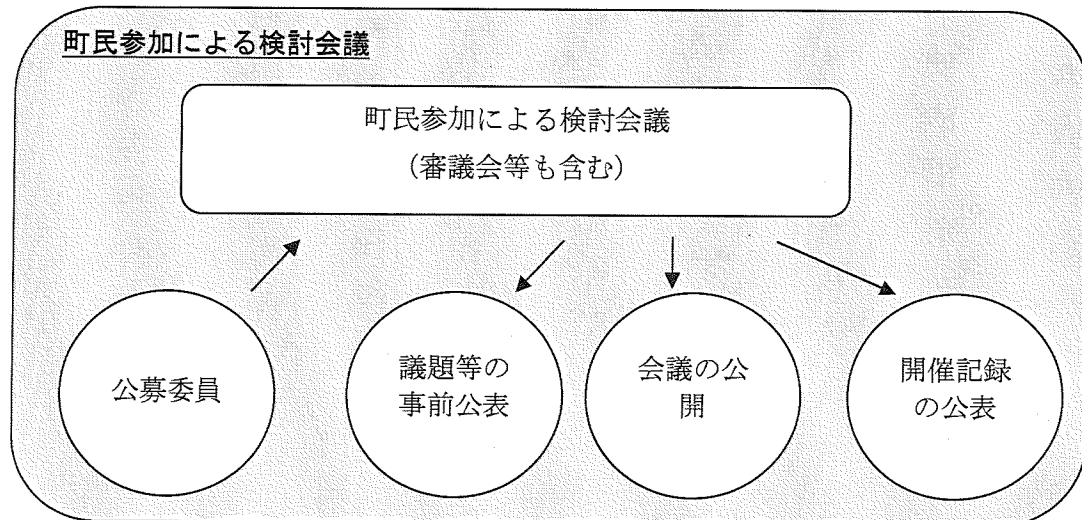 町民参加による検討会議
町民参加による検討会議
（審議会等も含む）
公募委員
議題等の
事前公表
会議の公
開
開催記録
の公表